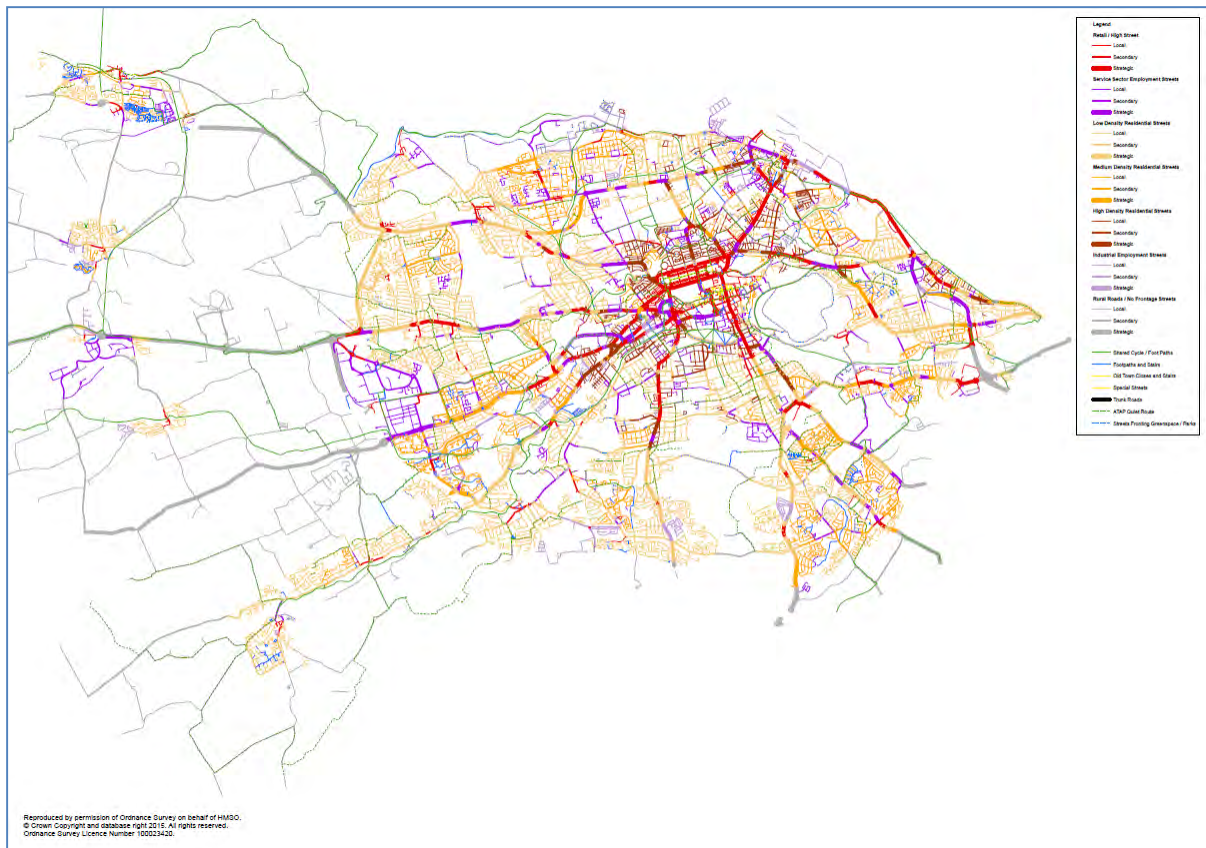 Legend
Retail / High Street
Local
Secondary
Strategic
Service Sector Employment Streets
Local
Secondary
Strategic
Low Density Residential Streets
Local
Secondary
Strategic
Medium Density Residential Streets
Local
Secondary
Strategic
High Density Residential Streets
Local
Secondary
Strategic
Industrial Employment Streets
Local
Secondary
Strategic
Rural Roads / No Frontage Streets
Local
Secondary
Strategic
Shared Cycle / Foot Paths
Footpaths and Stairs
Old Town Closes and Stairs
Special Streets
Trunk Roads
ATAP Quiet Route
Streets Fronting Greenspace / Parks
Reproduced by permission of Ordnance Survey on behalf of HMSO.
© Crown Copyright and database right 2015. All rights reserved.
Ordnance Survey Licence Number 100023420.